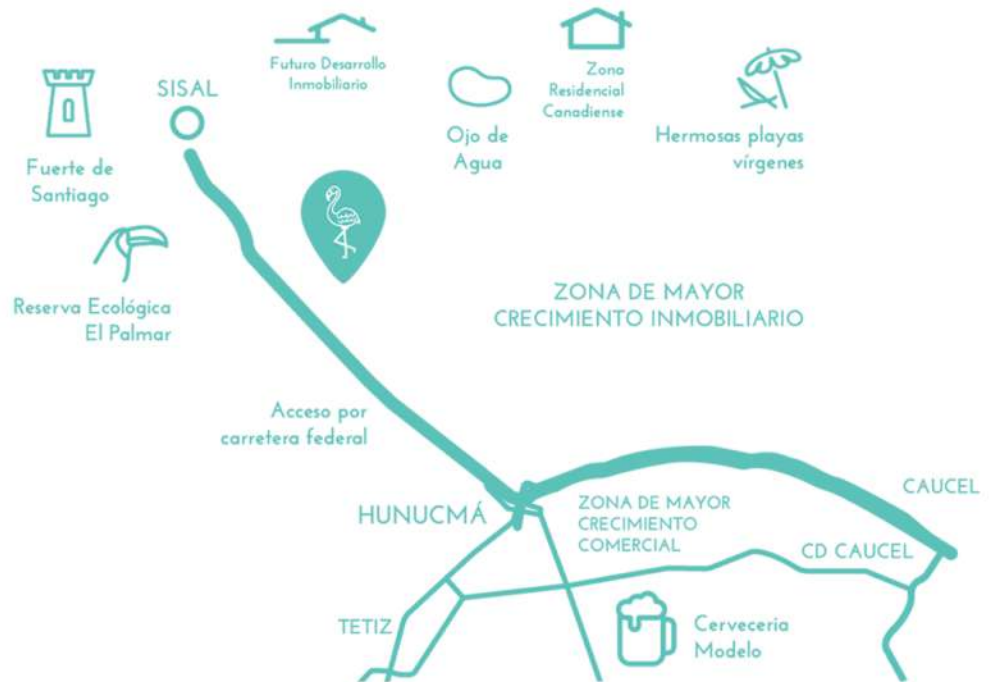 Futuro Desarrollo
Inmobiliario
Zona
Residencial
Canadiense
SISAL
Ojo de
Agua
Hermosas playas
vírgenes
Fuerte de
Santiago
Reserva Ecológica
El Palmar
ZONA DE MAYOR
CRECIMIENTO INMOBILIARIO
Acceso por
carretera federal
HUNUCMÁ
ZONA DE MAYOR
CRECIMIENTO
COMERCIAL
CAUCEL
CD CAUCEL
TETIZ
Cerveceria
Modelo